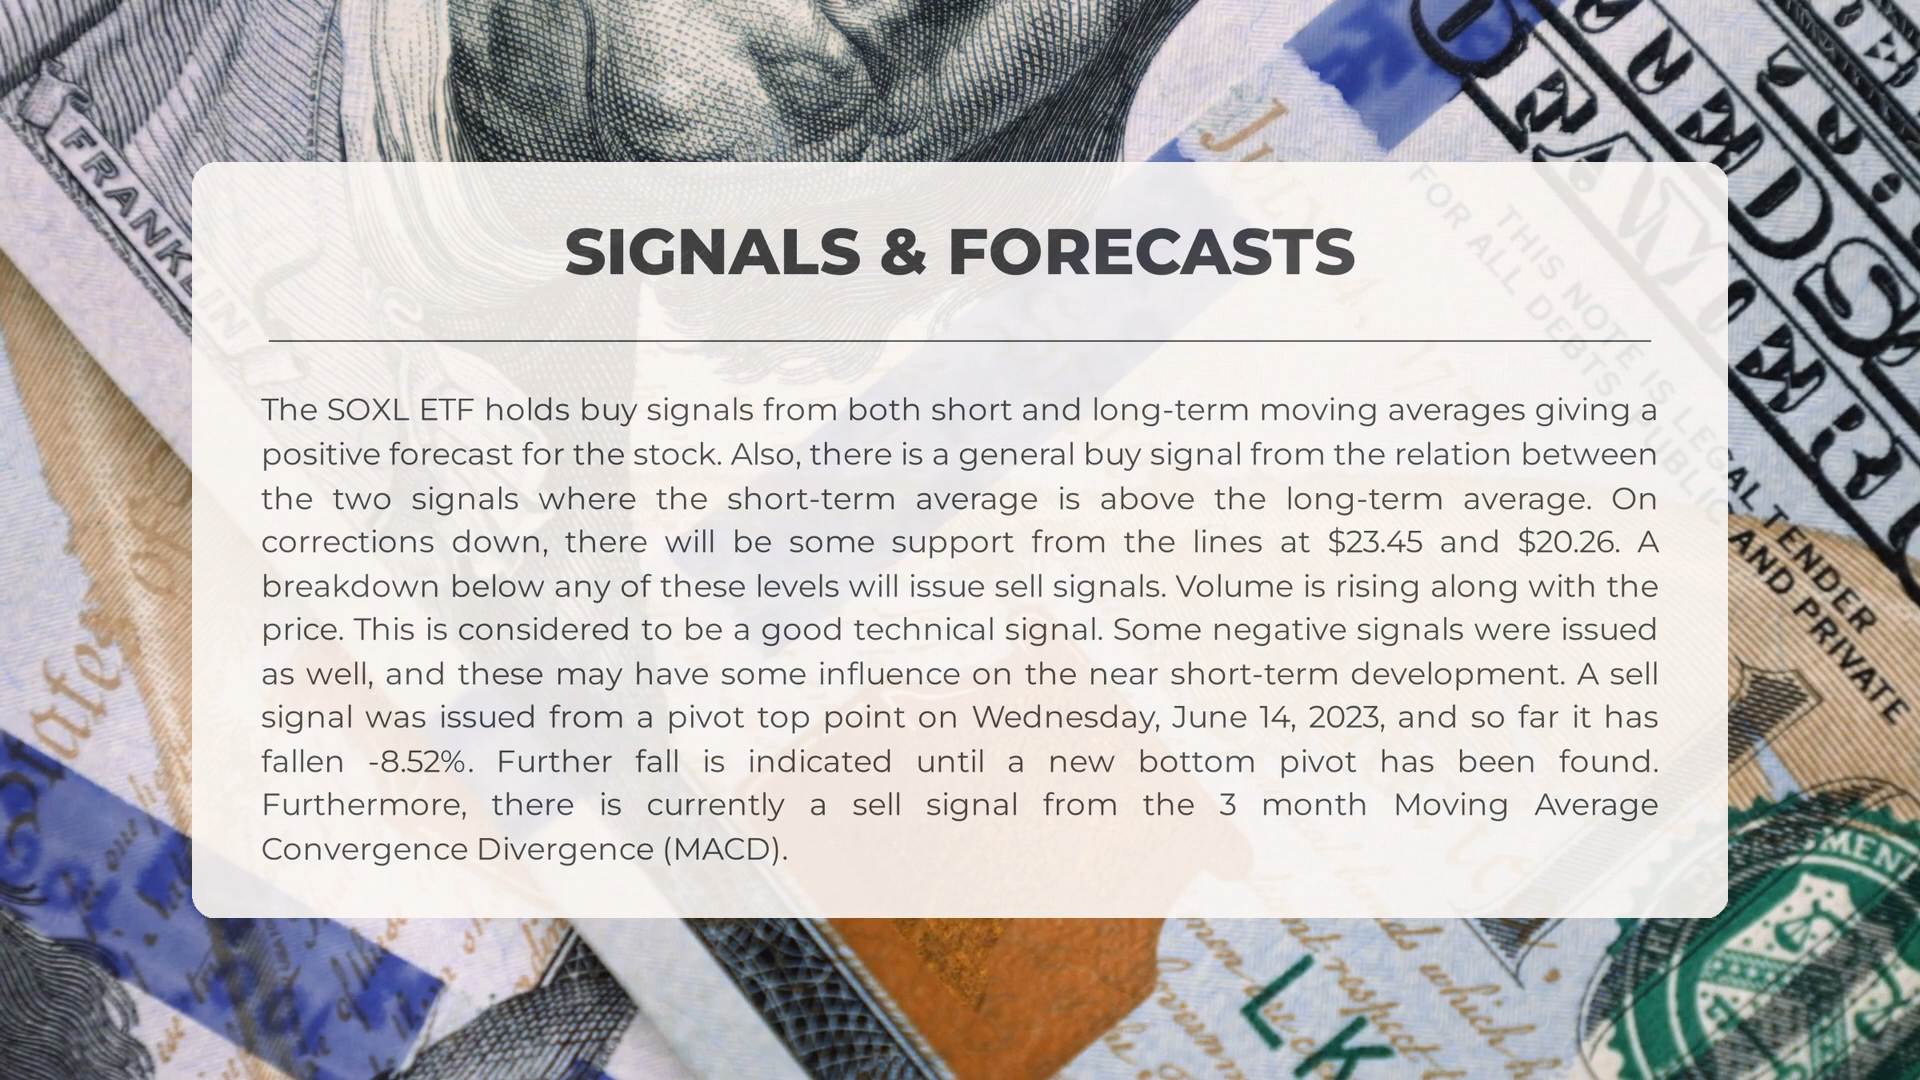 FRANKLIN
JULY 4, 1776
THIS NOTE IS LEGAL TENDER
FOR ALL DEBTS, PUBLIC AND PRIVATE
SIGNALS & FORECASTS
The SOXL ETF holds buy signals from both short and long-term moving averages giving a
positive forecast for the stock. Also, there is a general buy signal from the relation between
the two signals where the short-term average is above the long-term average. On
corrections down, there will be some support from the lines at $23.45 and $20.26. A
breakdown below any of these levels will issue sell signals. Volume is rising along with the
price. This is considered to be a good technical signal. Some negative signals were issued
as well, and these may have some influence on the near short-term development. A sell
signal was issued from a pivot top point on Wednesday, June 14, 2023, and so far it has
fallen -8.52%. Further fall is indicated until a new bottom pivot has been found.
Furthermore, there is currently a sell signal from the 3 month Moving Average
Convergence Divergence (MACD).
L K